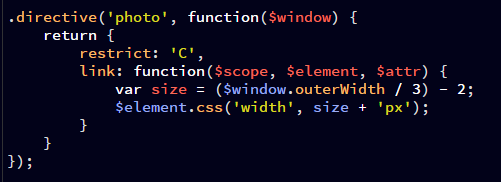 .directive('photo', function($window) {
    return {
        restrict: 'C',
        link: function($scope, $element, $attr) {
            var size = ($window.outerWidth / 3) - 2;
            $element.css('width', size + 'px');
        }
    }
});